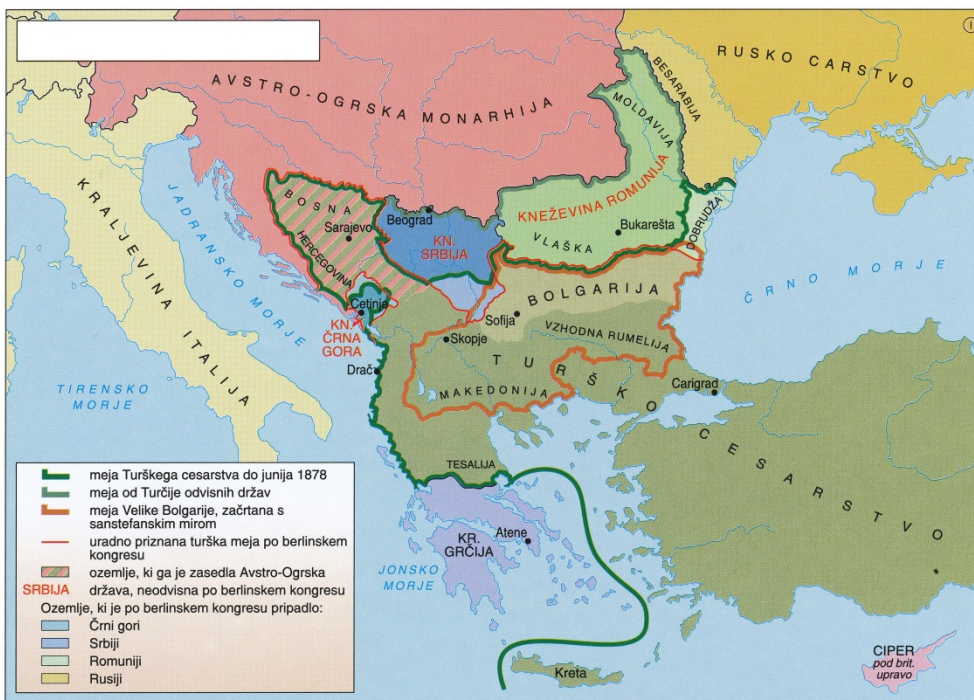 I
RUSKO CARSTVO
AVSTRO-OGRSKA MONARHIJA
BESARABIJA
MOLDAVIJA
KNEŽEVINA ROMUNIJA
Bukarešta
VLAŠKA
DOBRUDŽA
BOSNA
Sarajevo
HERCEGOVINA
Beograd
KN.
SRBIJA
KRALJEVINA ITALIJA
JADRANSKO MORJE
Cetinje
KN.
ČRNA
GORA
BOLGARIJA
Sofija
VZHODNA RUMELIJA
ČRNO MORJE
Skopje
Drač
TURŠKO CESARSTVO
MAKEDONIJA
Carigrad
TIRENSKO
MORJE
TESALIJA
KR.
GRČIJA
Atene
JONSKO
MORJE
Kreta
CIPER
pod brit.
upravo
meja Turškega cesarstva do junija 1878
meja od Turčije odvisnih držav
meja Velike Bolgarije, začrtana s
sanstefanskim mirom
uradno priznana turška meja po berlinskem
kongresu
ozemlje, ki ga je zasedla Avstro-Ogrska
SRBIJA država, neodvisna po berlinskem kongresu
Ozemlje, ki je po berlinskem kongresu pripadlo:
Črni gori
Srbiji
Romuniji
Rusiji